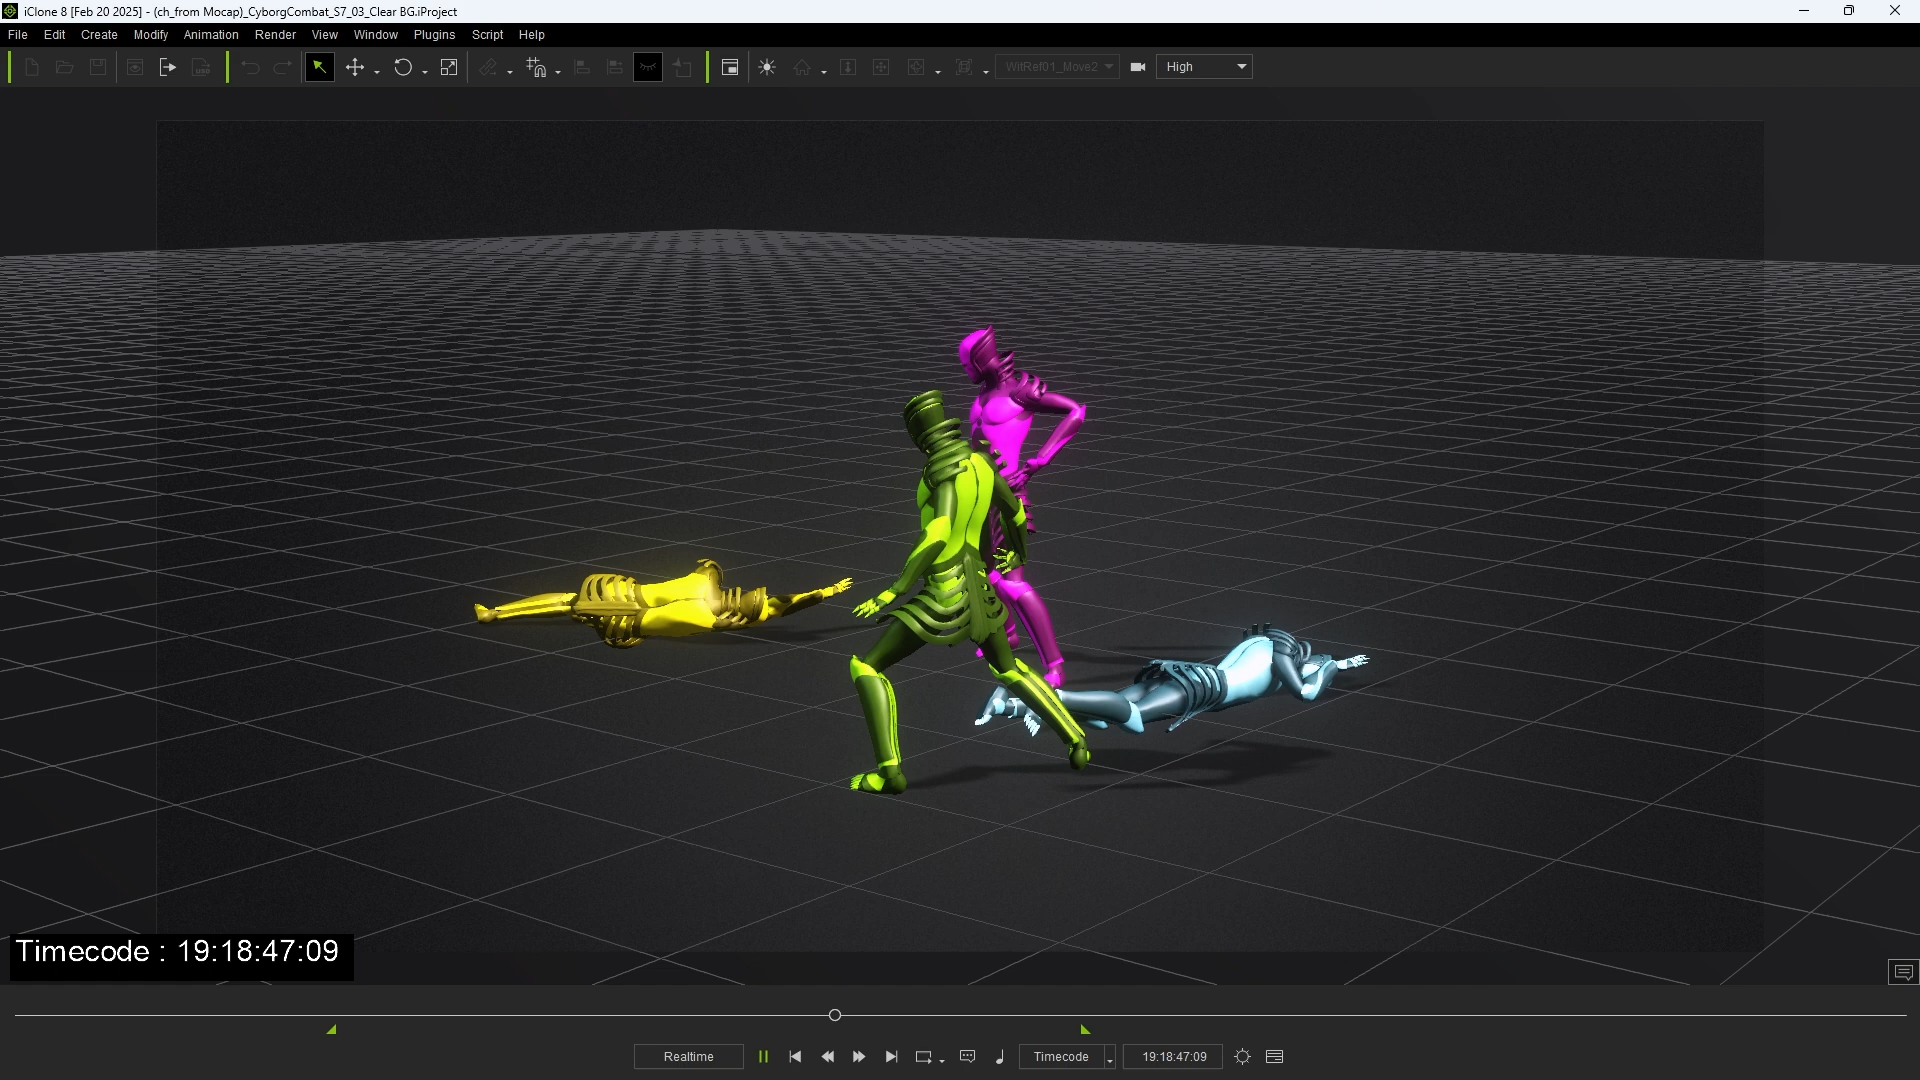 iClone 8 [Feb 20 2025] - (ch_from Mocap)_CyborgCombat_S7_03_Clear BG.iProject
File Edit Create Modify Animation Render View Window Plugins Script Help
WitRef01_Move2 High
Timecode : 19:18:47:09
Realtime Timecode 19:18:47:09